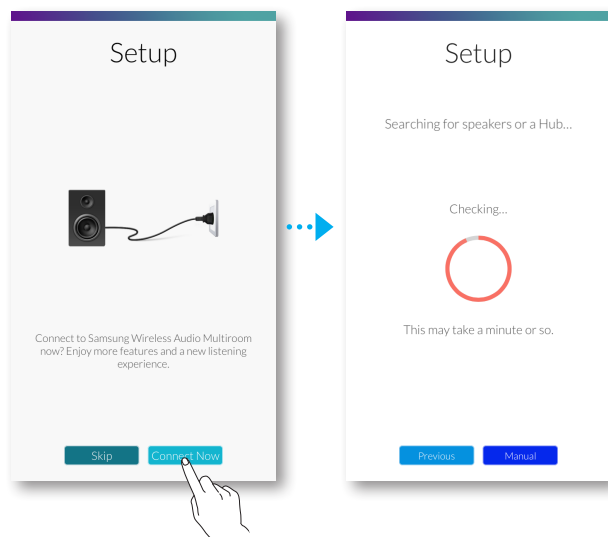 Setup
Connect to Samsung Wireless Audio Multiroom
now? Enjoy more features and a new listening
experience.
Skip
Connect Now
Setup
Searching for speakers or a Hub...
Checking...
This may take a minute or so.
Previous
Manual